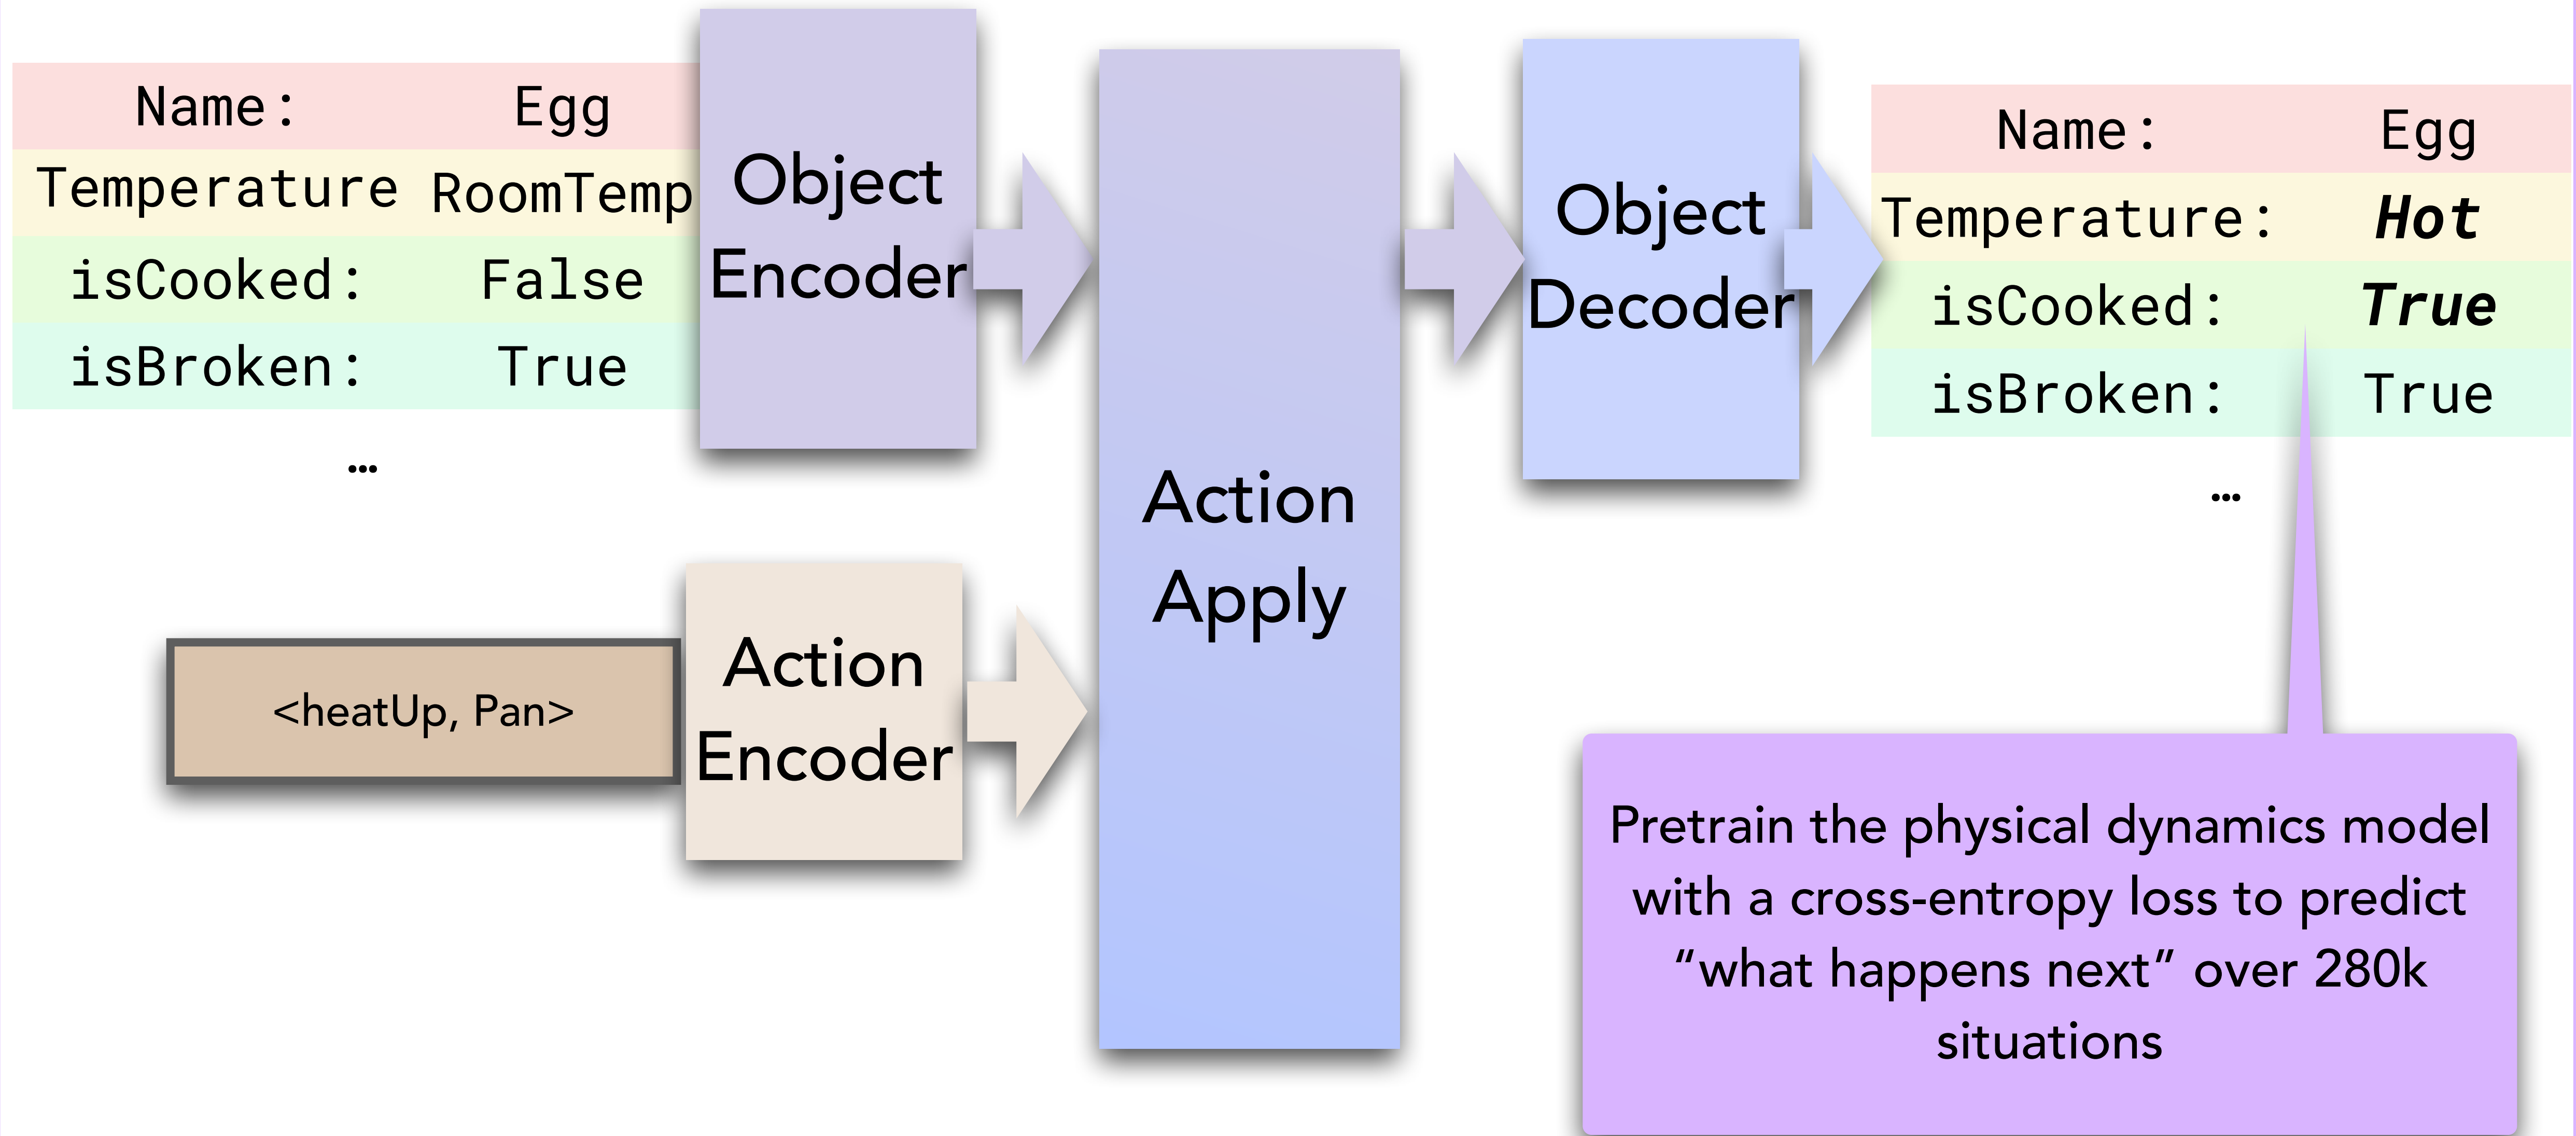 Name: Egg
Temperature RoomTemp
isCooked: False
isBroken: True
…
Object
Encoder
<heatUp, Pan>
Action
Encoder
Action
Apply
Object
Decoder
Name: Egg
Temperature: Hot
isCooked: True
isBroken: True
…
Pretrain the physical dynamics model
with a cross-entropy loss to predict
“what happens next” over 280k
situations